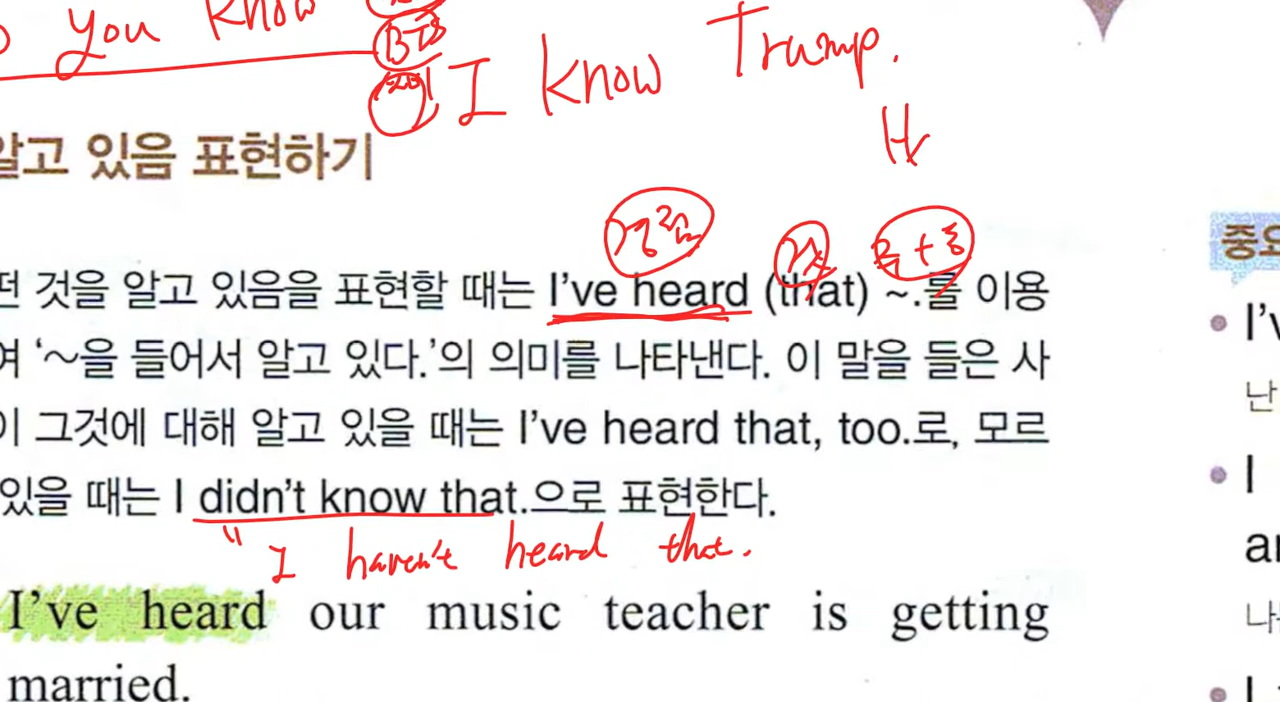 you know
BTS
I know Trump.
알고 있음 표현하기
경험
접 주+동
것을 알고 있음을 표현할 때는 I've heard (that) ~.를 이용
여 '~을 들어서 알고 있다.'의 의미를 나타낸다. 이 말을 들은 사
이 그것에 대해 알고 있을 때는 I've heard that, too.로, 모르
있을 때는 I didn't know that.으로 표현한다.
" I haven't heard that.
I've heard our music teacher is getting
married.
중요
I'v
난
I
an
나
I